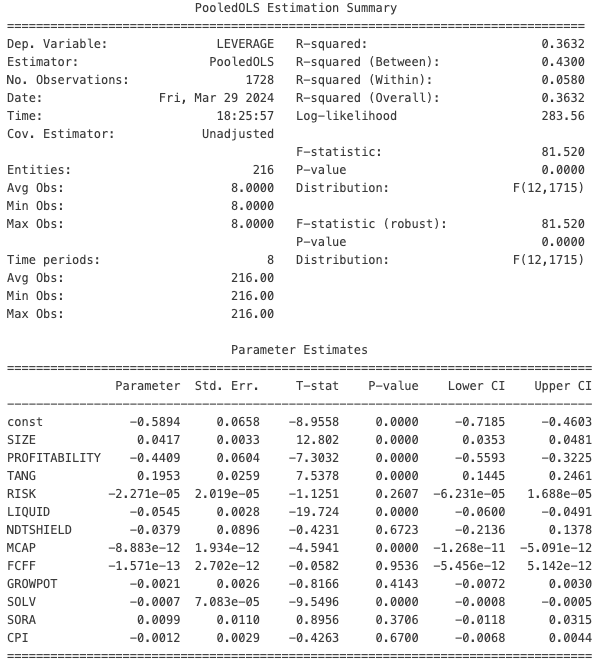 PooledOLS Estimation Summary
================================================================================
Dep. Variable: LEVERAGE R-squared: 0.3632
Estimator: PooledOLS R-squared (Between): 0.4300
No. Observations: 1728 R-squared (Within): 0.0580
Date: Fri, Mar 29 2024 R-squared (Overall): 0.3632
Time: 18:25:57 Log-likelihood 283.56
Cov. Estimator: Unadjusted
F-statistic: 81.520
Entities: 216 P-value 0.0000
Avg Obs: 8.0000 Distribution: F(12,1715)
Min Obs: 8.0000
Max Obs: 8.0000 F-statistic (robust): 81.520
P-value 0.0000
Time periods: 8 Distribution: F(12,1715)
Avg Obs: 216.00
Min Obs: 216.00
Max Obs: 216.00
Parameter Estimates
=================================================================================
Parameter Std. Err. T-stat P-value Lower CI Upper CI
---------------------------------------------------------------------------------
const -0.5894 0.0658 -8.9558 0.0000 -0.7185 -0.4603
SIZE 0.0417 0.0033 12.802 0.0000 0.0353 0.0481
PROFITABILITY -0.4409 0.0604 -7.3032 0.0000 -0.5593 -0.3225
TANG 0.1953 0.0259 7.5378 0.0000 0.1445 0.2461
RISK -2.271e-05 2.019e-05 -1.1251 0.2607 -6.231e-05 1.688e-05
LIQUID -0.0545 0.0028 -19.724 0.0000 -0.0600 -0.0491
NDTSHIELD -0.0379 0.0896 -0.4231 0.6723 -0.2136 0.1378
MCAP -8.883e-12 1.934e-12 -4.5941 0.0000 -1.268e-11 -5.091e-12
FCFF -1.571e-13 2.702e-12 -0.0582 0.9536 -5.456e-12 5.142e-12
GROWPOT -0.0021 0.0026 -0.8166 0.4143 -0.0072 0.0030
SOLV -0.0007 7.083e-05 -9.5496 0.0000 -0.0008 -0.0005
SORA 0.0099 0.0110 0.8956 0.3706 -0.0118 0.0315
CPI -0.0012 0.0029 -0.4263 0.6700 -0.0068 0.0044
=================================================================================